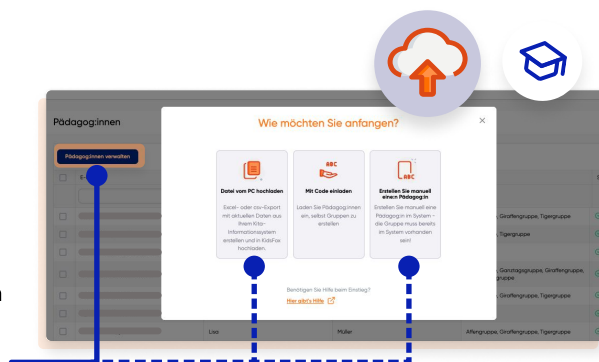 Pädagog:innen
Wie möchten Sie anfangen?
Pädagog:innen verwalten
E-
Datei vom PC hochladen
Excel- oder csv-Export
mit aktuellen Daten aus
Ihrem Kita-
Informationssystem
erstellen und in KidsFox
hochladen.
ABC
Mit Code einladen
Laden Sie Pädagog:innen
ein, selbst Gruppen zu
erstellen
ABC
Erstellen Sie manuell
eine:n Pädagog:in
Erstellen Sie manuell eine
Pädagog:in im System -
die Gruppe muss bereits
im System vorhanden
sein!
, Giraffengruppe, Tigergruppe
, Tigergruppe
, Ganztagsgruppe, Giraffengruppe,
gruppe
, Giraffengruppe, Tigergruppe
Benötigen Sie Hilfe beim Einstieg?
Hier gibt's Hilfe
n
Lisa
Müller
Affengruppe, Giraffengruppe, Tigergruppe